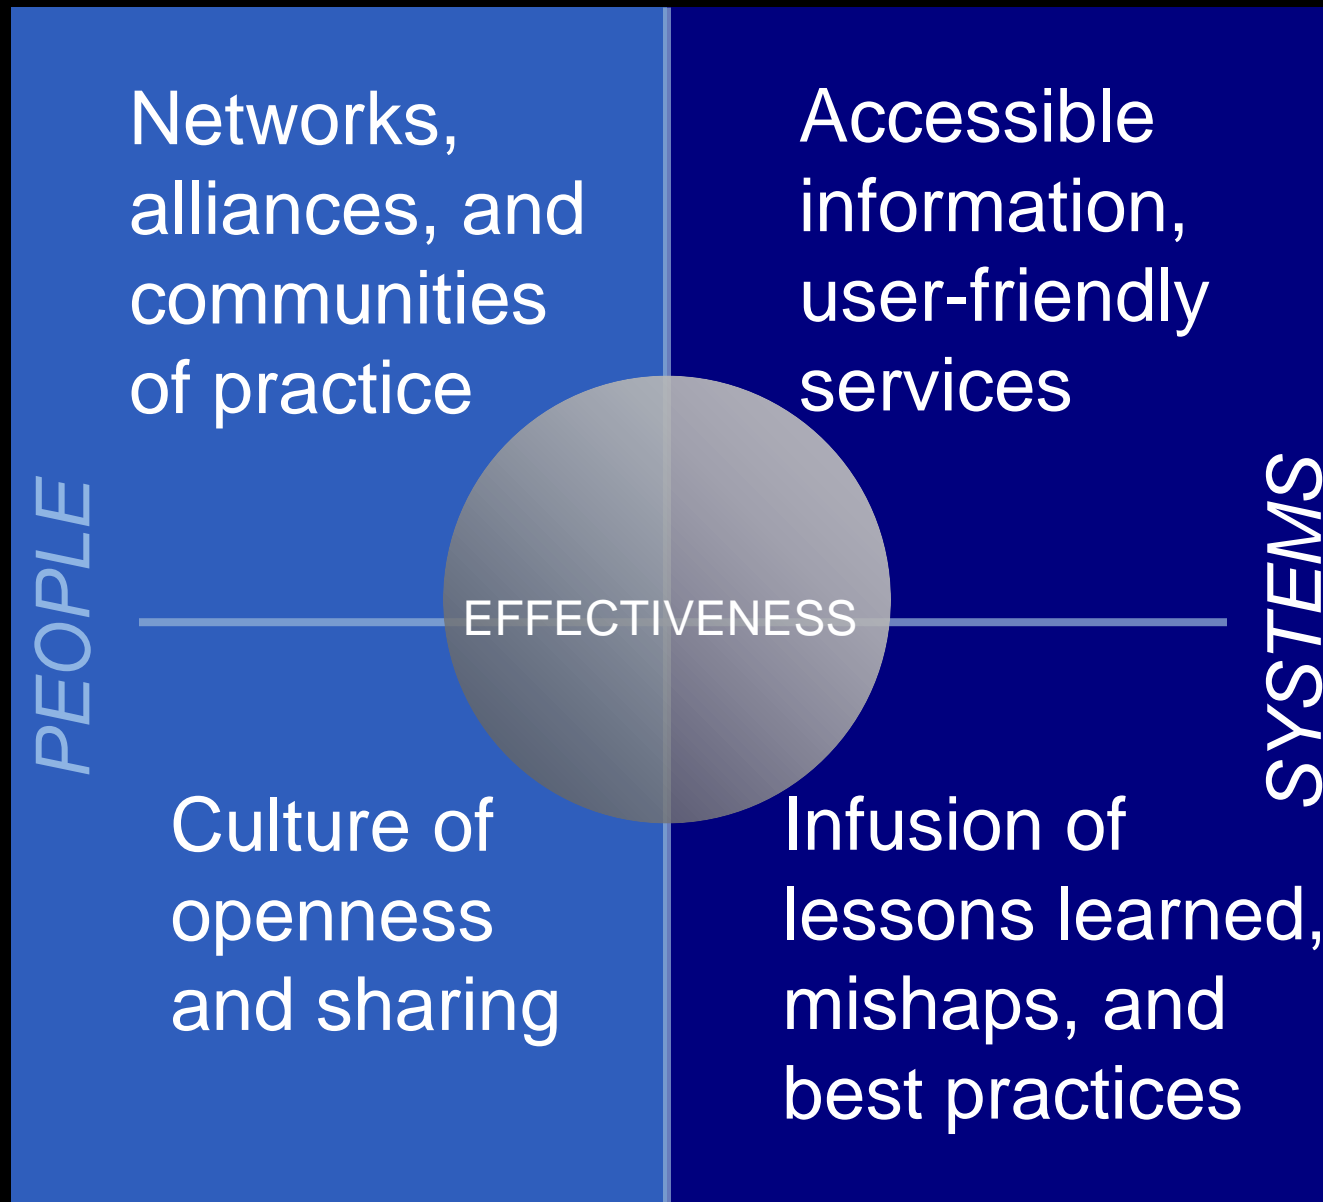 Networks,
alliances, and
communities
of practice
Accessible
information,
user-friendly
services
PEOPLE
EFFECTIVENESS
SYSTEMS
Culture of
openness
and sharing
Infusion of
lessons learned,
mishaps, and
best practices